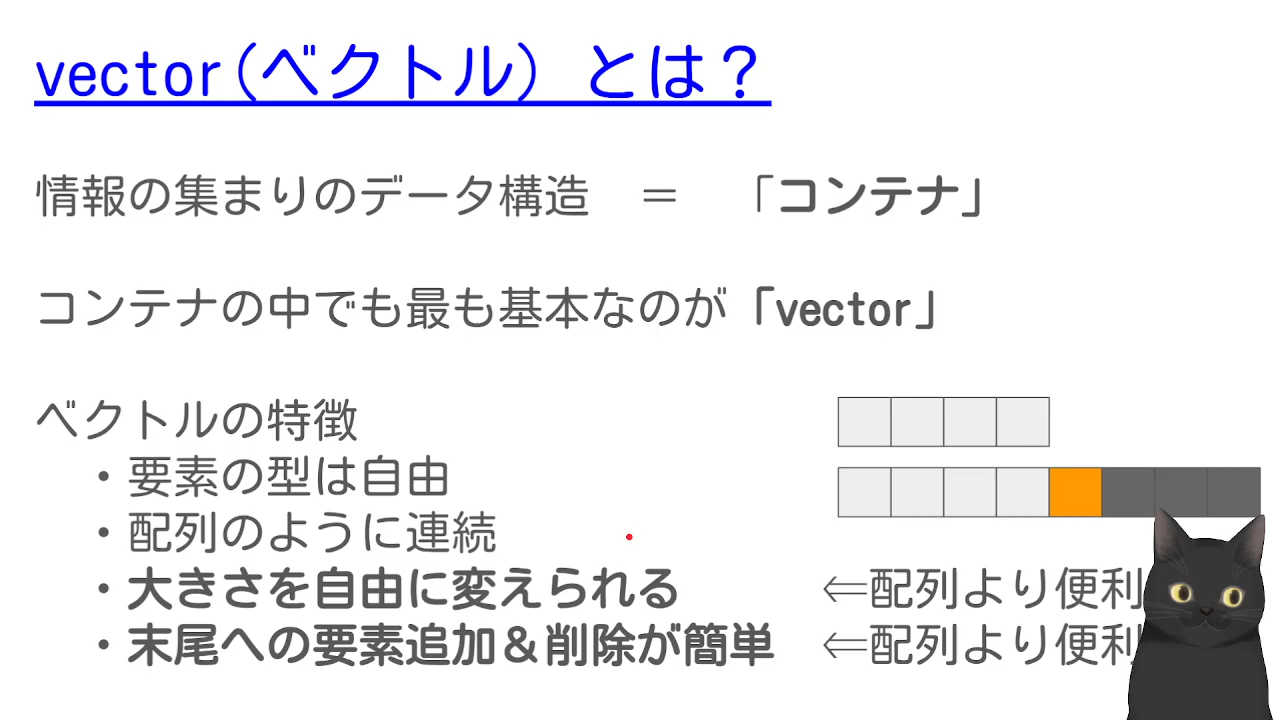 vector(ベクトル) とは？
情報の集まりのデータ構造　＝　「コンテナ」
コンテナの中でも最も基本なのが「vector」
ベクトルの特徴
・要素の型は自由
・配列のように連続
・大きさを自由に変えられる　⇐配列より便利
・末尾への要素追加＆削除が簡単　⇐配列より便利